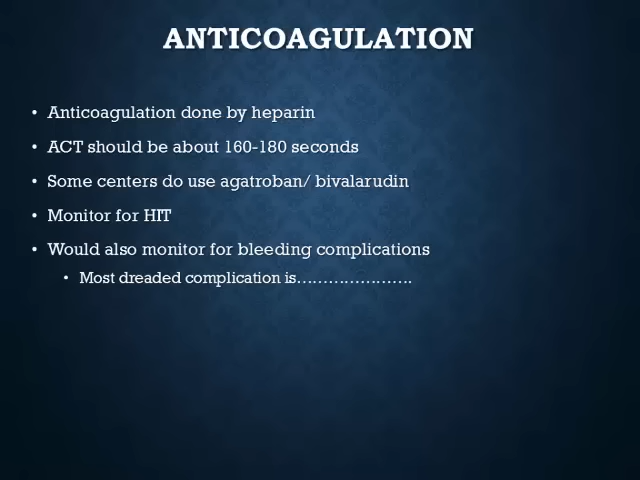 ANTICOAGULATION
• Anticoagulation done by heparin
• ACT should be about 160-180 seconds
• Some centers do use agatroban/ bivalarudin
• Monitor for HIT
• Would also monitor for bleeding complications
• Most dreaded complication is………………….